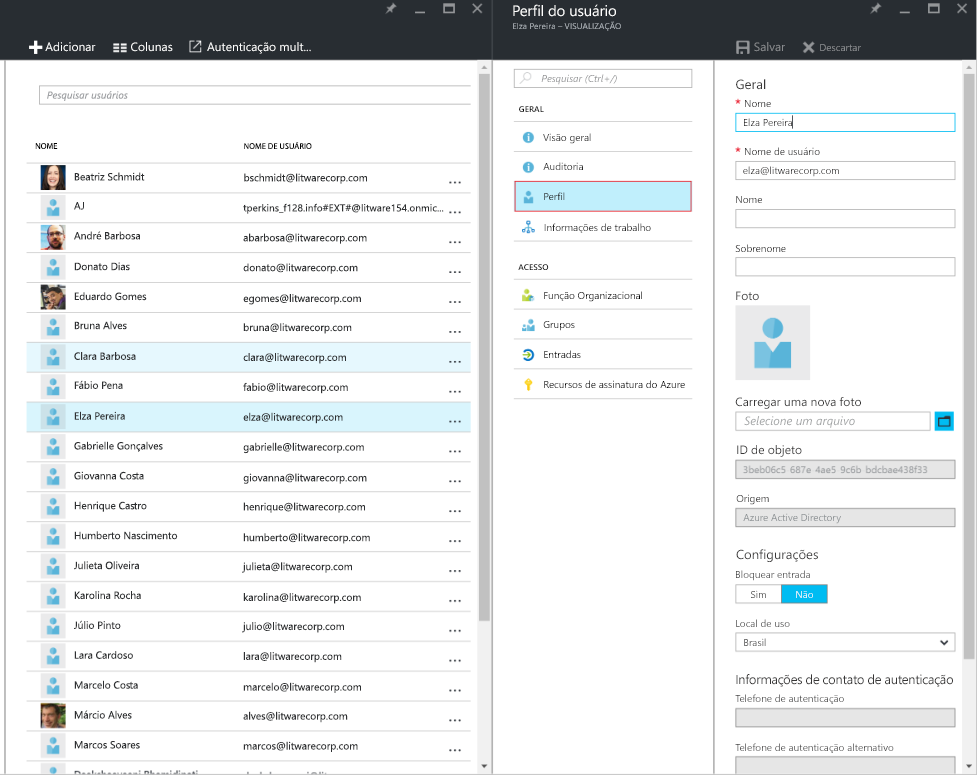 Adicionar Colunas Autenticação mult...
Pesquisar usuários
NOME NOME DE USUÁRIO
Beatriz Schmidt bschmidt@litwarecorp.com ...
AJ tperkins_f128.info#EXT#@litware154.onmic... ...
André Barbosa abarbosa@litwarecorp.com ...
Donato Dias donato@litwarecorp.com ...
Eduardo Gomes egomes@litwarecorp.com ...
Bruna Alves bruna@litwarecorp.com ...
Clara Barbosa clara@litwarecorp.com ...
Fábio Pena fabio@litwarecorp.com ...
Elza Pereira elza@litwarecorp.com ...
Gabrielle Gonçalves gabrielle@litwarecorp.com ...
Giovanna Costa giovanna@litwarecorp.com ...
Henrique Castro henrique@litwarecorp.com ...
Humberto Nascimento humberto@litwarecorp.com ...
Julieta Oliveira julieta@litwarecorp.com ...
Karolina Rocha karolina@litwarecorp.com ...
Júlio Pinto julio@litwarecorp.com ...
Lara Cardoso lara@litwarecorp.com ...
Marcelo Costa marcelo@litwarecorp.com ...
Márcio Alves alves@litwarecorp.com ...
Marcos Soares marcos@litwarecorp.com ...
Perfil do usuário
Elza Pereira – VISUALIZAÇÃO
Salvar Descartar
Pesquisar (Ctrl+/)
GERAL
Visão geral
Auditoria
Perfil
Informações de trabalho
ACESSO
Função Organizacional
Grupos
Entradas
Recursos de assinatura do Azure
Geral
* Nome
Elza Pereira
* Nome de usuário
elza@litwarecorp.com
Nome
Sobrenome
Foto
Carregar uma nova foto
Selecione um arquivo
ID de objeto
3beb06c5 687e 4ae5 9c6b bdcbae438f33
Origem
Azure Active Directory
Configurações
Bloquear entrada
Sim Não
Local de uso
Brasil
Informações de contato de autenticação
Telefone de autenticação
Telefone de autenticação alternativo